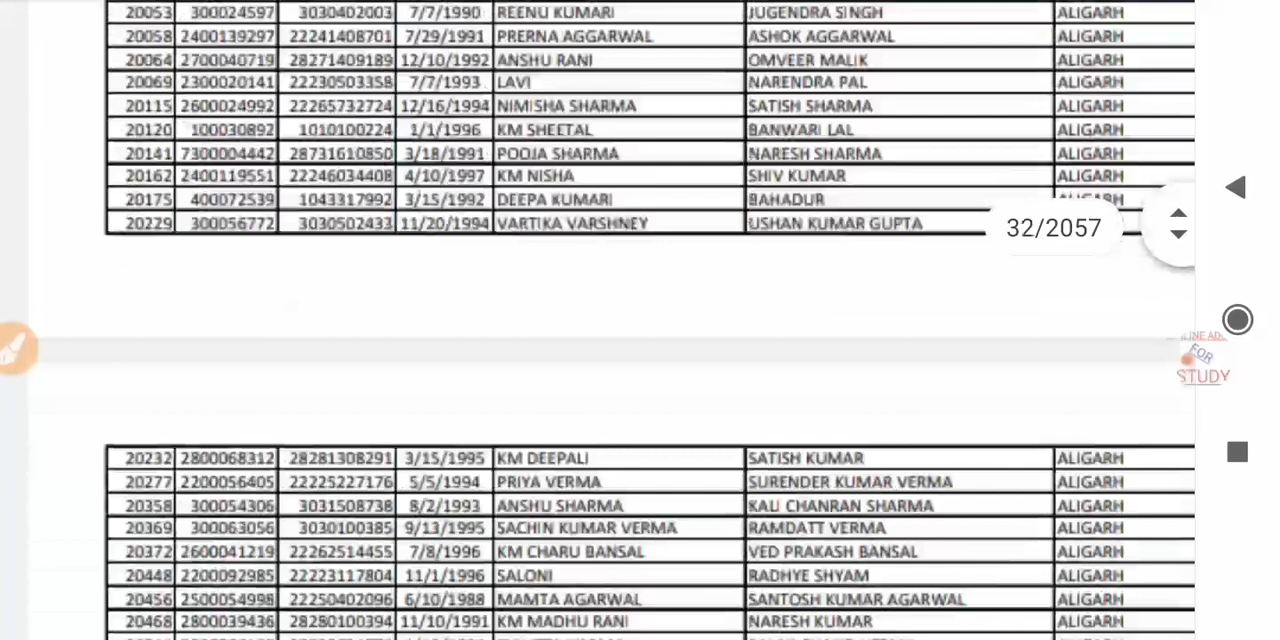 20053 300024597 3030402003 7/7/1990 REENU KUMARI JUGENDRA SINGH ALIGARH
20058 2400139297 22241408701 7/29/1991 PRERNA AGGARWAL ASHOK AGGARWAL ALIGARH
20064 2700040719 28271409189 12/10/1992 ANSHU RANI OMVEER MALIK ALIGARH
20069 2300020141 22230503358 7/7/1993 LAVI NARENDRA PAL ALIGARH
20115 2600024992 22265732724 12/16/1994 NIMISHA SHARMA SATISH SHARMA ALIGARH
20120 100030892 1010100224 1/1/1996 KM SHEETAL BANWARI LAL ALIGARH
20141 7300004442 28731610850 3/18/1991 POOJA SHARMA NARESH SHARMA ALIGARH
20162 2400119551 22246034408 4/10/1997 KM NISHA SHIV KUMAR ALIGARH
20175 400072539 1043317992 3/15/1992 DEEPA KUMARI BAHADUR
20229 300056772 3030502433 11/20/1994 VARTIKA VARSHNEY USHAN KUMAR GUPTA
32/2057
FOR
STUDY
20232 2800068312 28281308291 3/15/1995 KM DEEPALI SATISH KUMAR ALIGARH
20277 2200056405 22225227176 5/5/1994 PRIYA VERMA SURENDER KUMAR VERMA ALIGARH
20358 300054306 3031508738 8/2/1993 ANSHU SHARMA KALI CHANRAN SHARMA ALIGARH
20369 300063056 3030100385 9/13/1995 SACHIN KUMAR VERMA RAMDATT VERMA ALIGARH
20372 2600041219 22262514455 7/8/1996 KM CHARU BANSAL VED PRAKASH BANSAL ALIGARH
20448 2200092985 22223117804 11/1/1996 SALONI RADHYE SHYAM ALIGARH
20456 2500054998 22250402096 6/10/1988 MAMTA AGARWAL SANTOSH KUMAR AGARWAL ALIGARH
20468 2800039436 28280100394 11/10/1991 KM MADHU RANI NARESH KUMAR ALIGARH